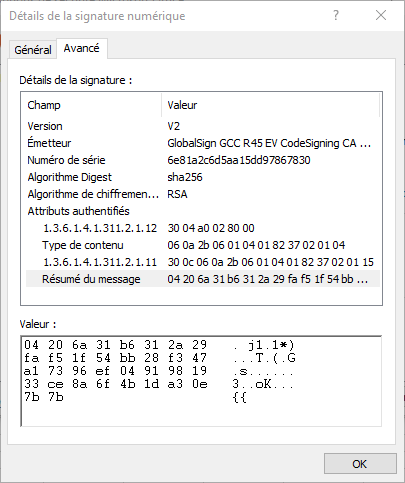 Détails de la signature numérique
Général
Avancé
Détails de la signature :
Champ Valeur
Version V2
Émetteur GlobalSign GCC R45 EV CodeSigning CA ...
Numéro de série 6e81a2c6d5aa15dd97867830
Algorithme Digest sha256
Algorithme de chiffremen... RSA
Attributs authentifiés
1.3.6.1.4.1.311.2.1.12 30 04 a0 02 80 00
Type de contenu 06 0a 2b 06 01 04 01 82 37 02 01 04
1.3.6.1.4.1.311.2.1.11 30 0c 06 0a 2b 06 01 04 01 82 37 02 01 15
Résumé du message 04 20 6a 31 b6 31 2a 29 fa f5 1f 54 bb ...
Valeur :
04 20 6a 31 b6 31 2a 29 . j1.1*)
fa f5 1f 54 bb 28 f3 47 ...T.(.G
a1 73 96 ef 04 91 98 19 .s......
33 ce 8a 6f 4b 1d a3 0e 3..oK...
7b 7b {{
OK